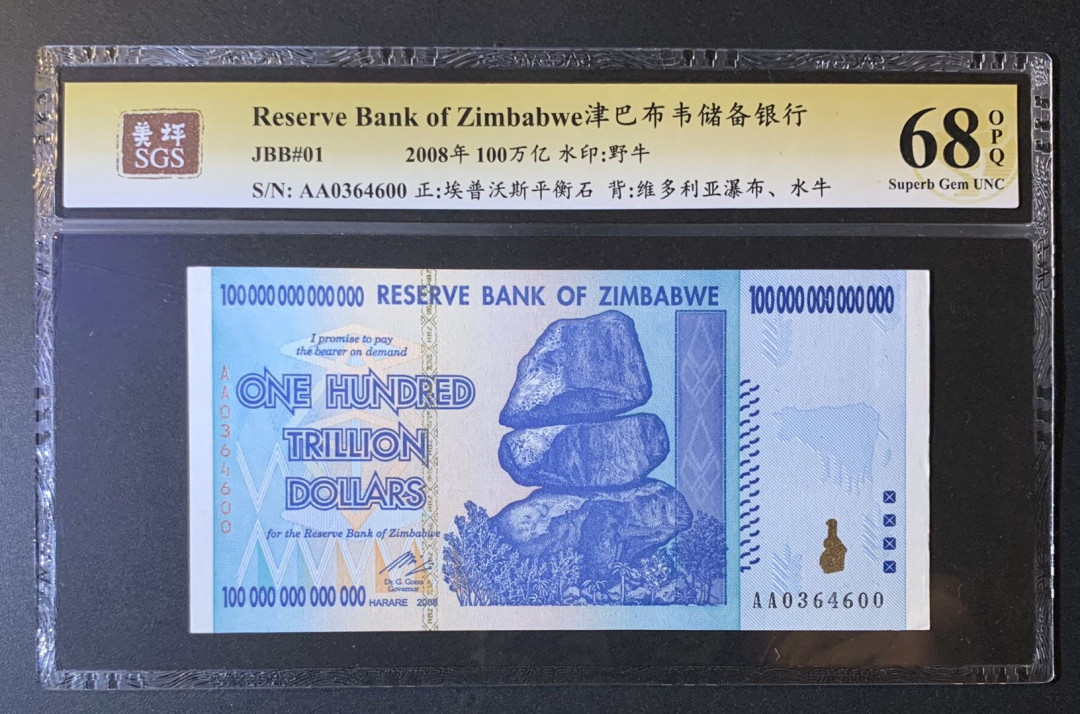 美坪
SGS
Reserve Bank of Zimbabwe津巴布韦储备银行
JBB#01 2008年 100万亿 水印:野牛
S/N: AA0364600 正:埃普沃斯平衡石 背:维多利亚瀑布、水牛
68
OPQ
Superb Gem UNC
100 000 000 000 000 RESERVE BANK OF ZIMBABWE 100 000 000 000 000
I promise to pay
the bearer on demand
ONE HUNDRED
TRILLION
DOLLARS
for the Reserve Bank of Zimbabwe
Dr. G. Gono
Governor
100 000 000 000 000 HARARE 2008
AA0364600
AA0364600